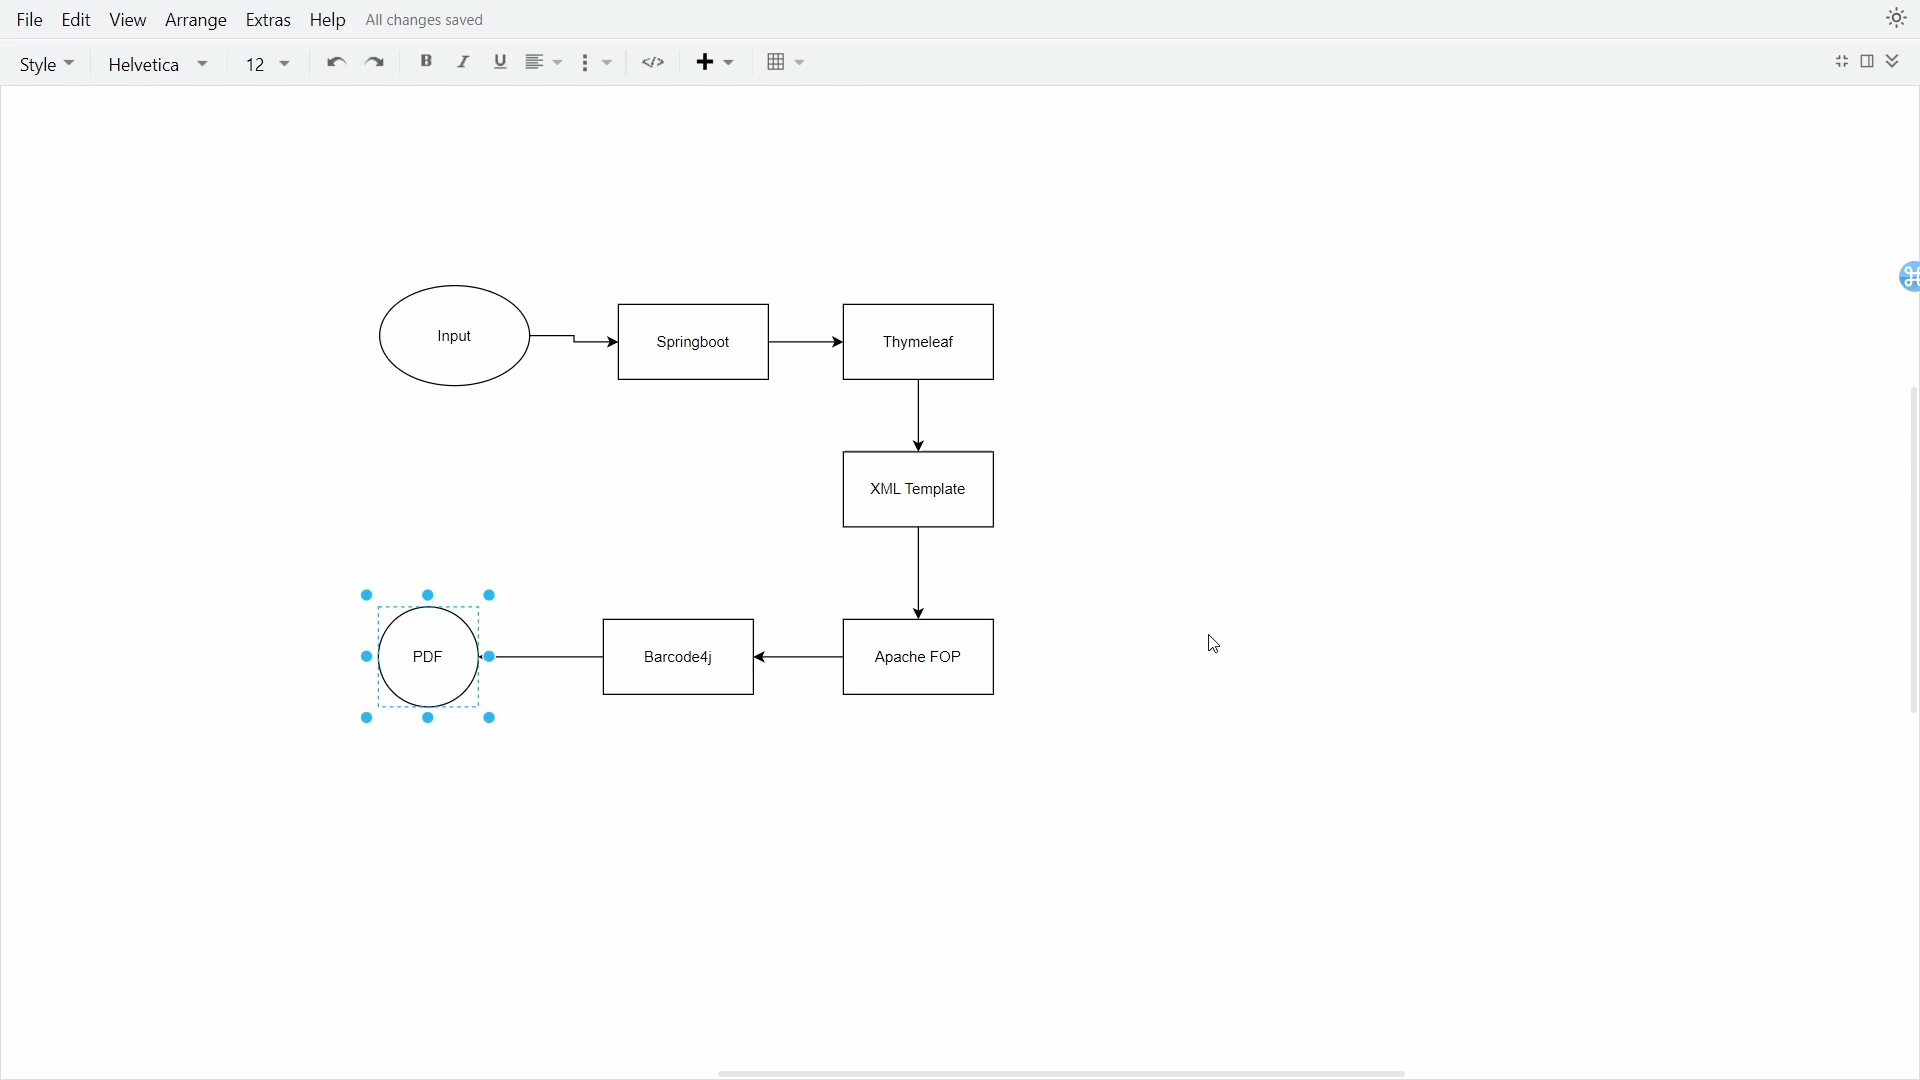 File Edit View Arrange Extras Help All changes saved
Style Helvetica 12 B I U
Input Springboot Thymeleaf
XML Template
PDF Barcode4j Apache FOP